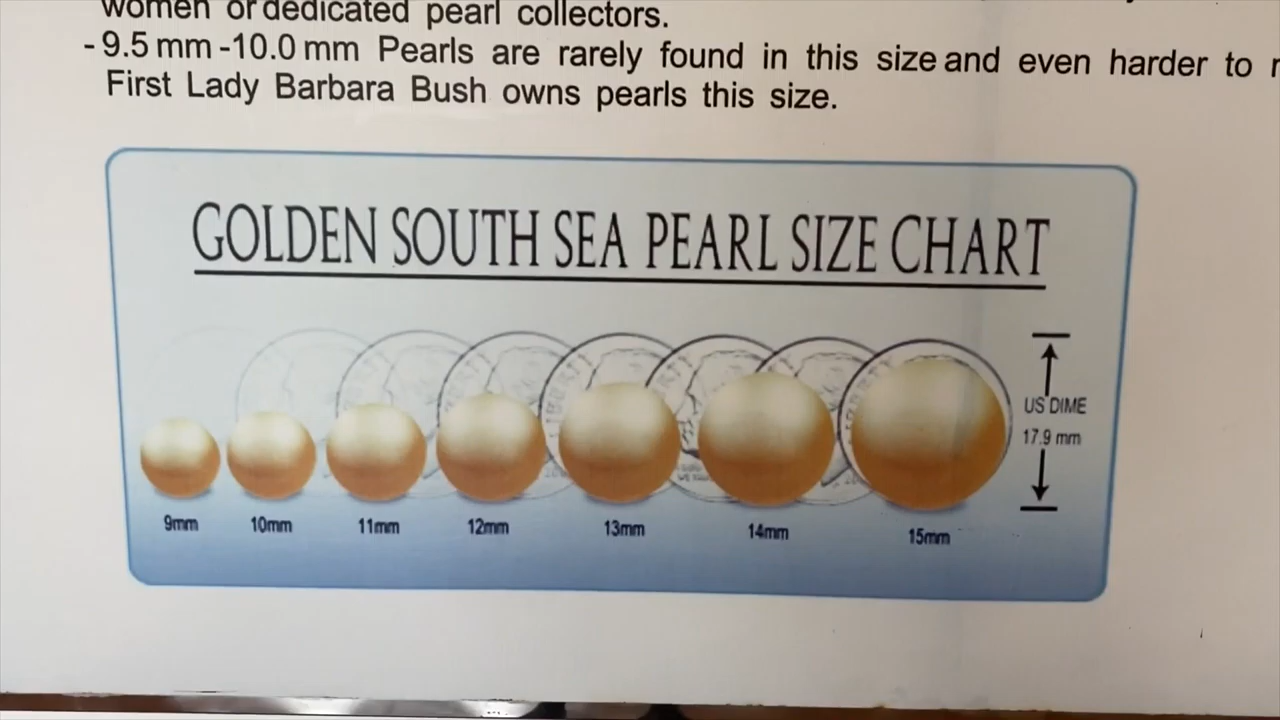 women or dedicated pearl collectors.
- 9.5 mm -10.0 mm Pearls are rarely found in this size and even harder to
First Lady Barbara Bush owns pearls this size.
GOLDEN SOUTH SEA PEARL SIZE CHART
US DIME
17.9 mm
9mm 10mm 11mm 12mm 13mm 14mm 15mm